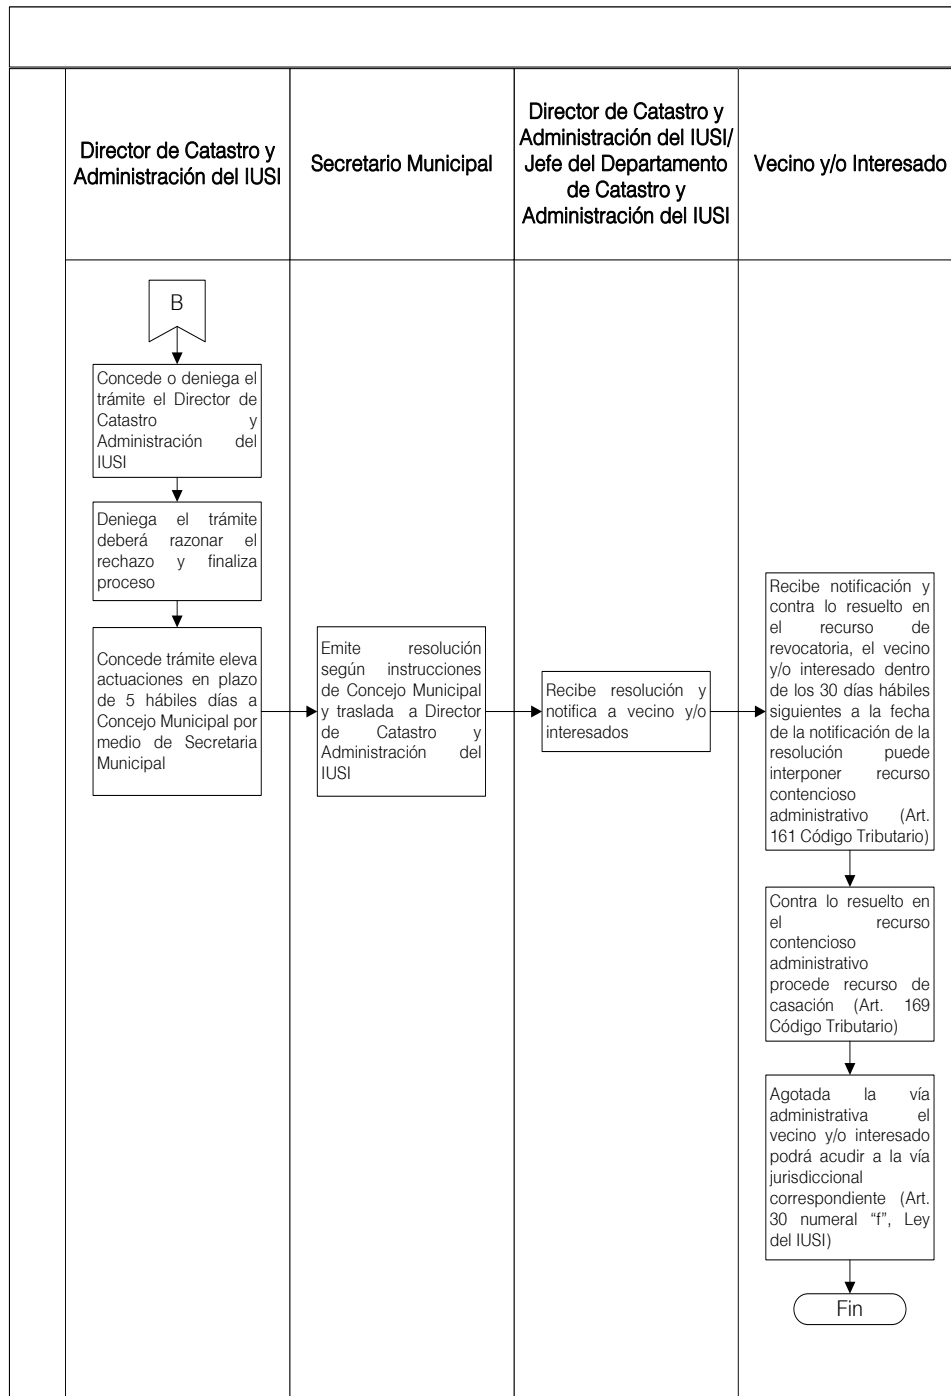 Director de Catastro y
Administración del IUSI
Secretario Municipal
Director de Catastro y
Administración del IUSI/
Jefe del Departamento
de Catastro y
Administración del IUSI
Vecino y/o Interesado
B
Concede o deniega el
trámite el Director de
Catastro y
Administración del
IUSI
Deniega el trámite
deberá razonar el
rechazo y finaliza
proceso
Concede trámite eleva
actuaciones en plazo
de 5 hábiles días a
Concejo Municipal por
medio de Secretaria
Municipal
Emite resolución
según instrucciones
de Concejo Municipal
y traslada a Director
de Catastro y
Administración del
IUSI
Recibe resolución y
notifica a vecino y/o
interesados
Recibe notificación y
contra lo resuelto en
el recurso de
revocatoria, el vecino
y/o interesado dentro
de los 30 días hábiles
siguientes a la fecha
de la notificación de la
resolución puede
interponer recurso
contencioso
administrativo (Art.
161 Código Tributario)
Contra lo resuelto en
el recurso
contencioso
administrativo
procede recurso de
casación (Art. 169
Código Tributario)
Agotada la vía
administrativa el
vecino y/o interesado
podrá acudir a la vía
jurisdiccional
correspondiente (Art.
30 numeral “f”, Ley
del IUSI)
Fin